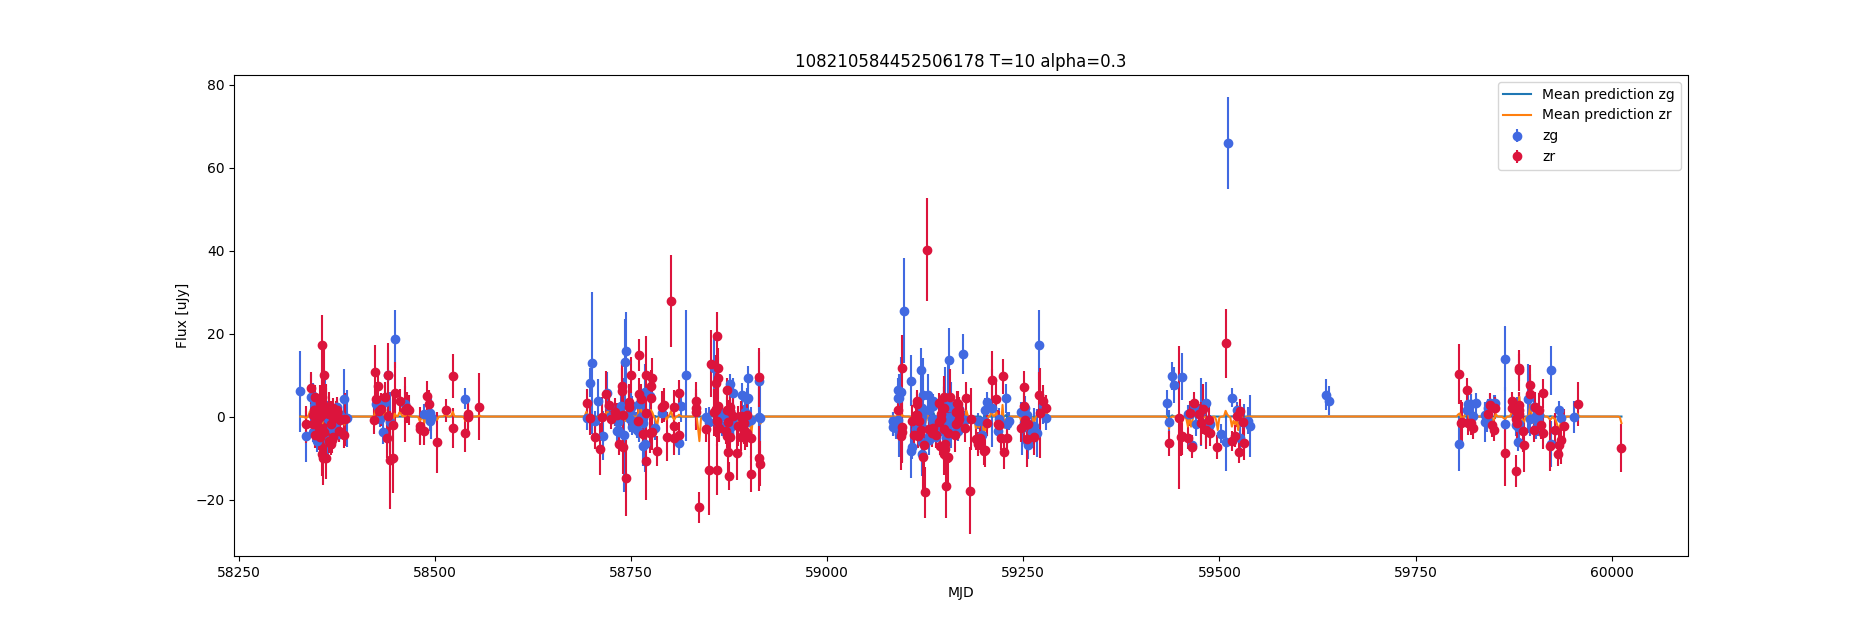 108210584452506178 T=10 alpha=0.3
80
60
40
20
0
−20
Flux [uJy]
Mean prediction zg
Mean prediction zr
zg
zr
58250
58500
58750
59000
59250
59500
59750
60000
MJD